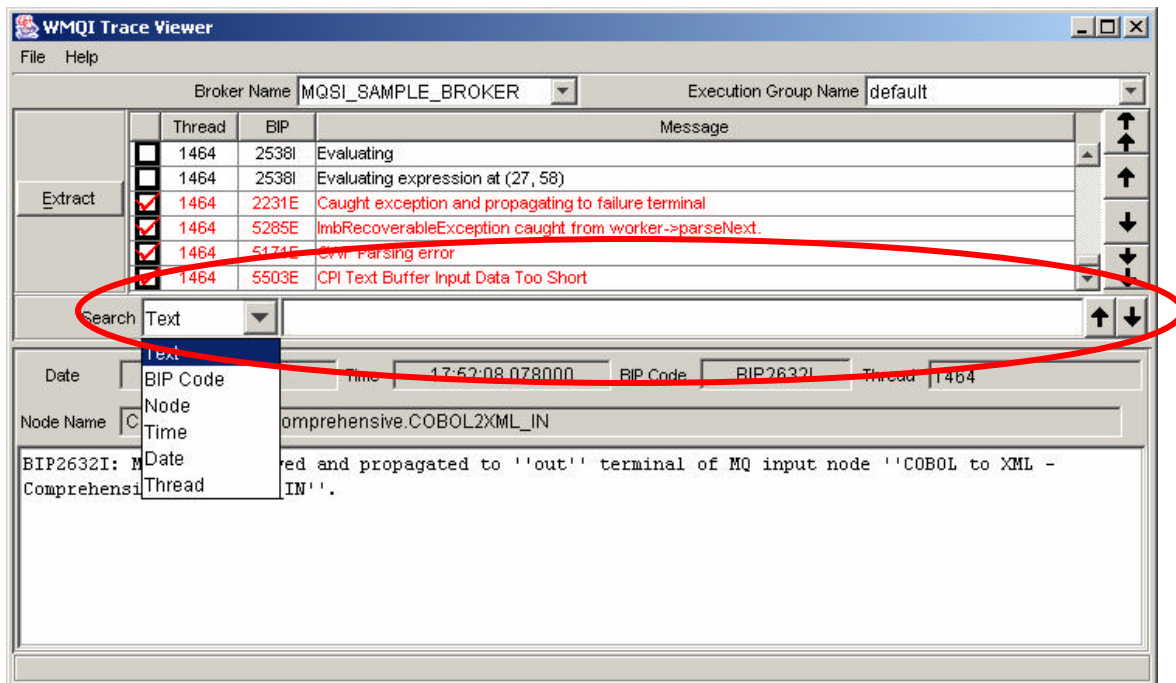 WMQI Trace Viewer
File Help
Broker Name MQSI_SAMPLE_BROKER Execution Group Name default
Thread BIP Message
1464 2538I Evaluating
1464 2538I Evaluating expression at (27, 58)
Extract
1464 2231E Caught exception and propagating to failure terminal
1464 5285E ImbRecoverableException caught from worker->parseNext.
1464 5171E CWF Parsing error
1464 5503E CPI Text Buffer Input Data Too Short
Search Text
Text
BIP Code
Node
Time
Date
Thread
Date Time 17:52:08.078000 BIP Code BIP2632I Thread 1464
Node Name C omprehensive.COBOL2XML_IN
BIP2632I: M ved and propagated to ''out'' terminal of MQ input node ''COBOL to XML -
Comprehensi IN''.